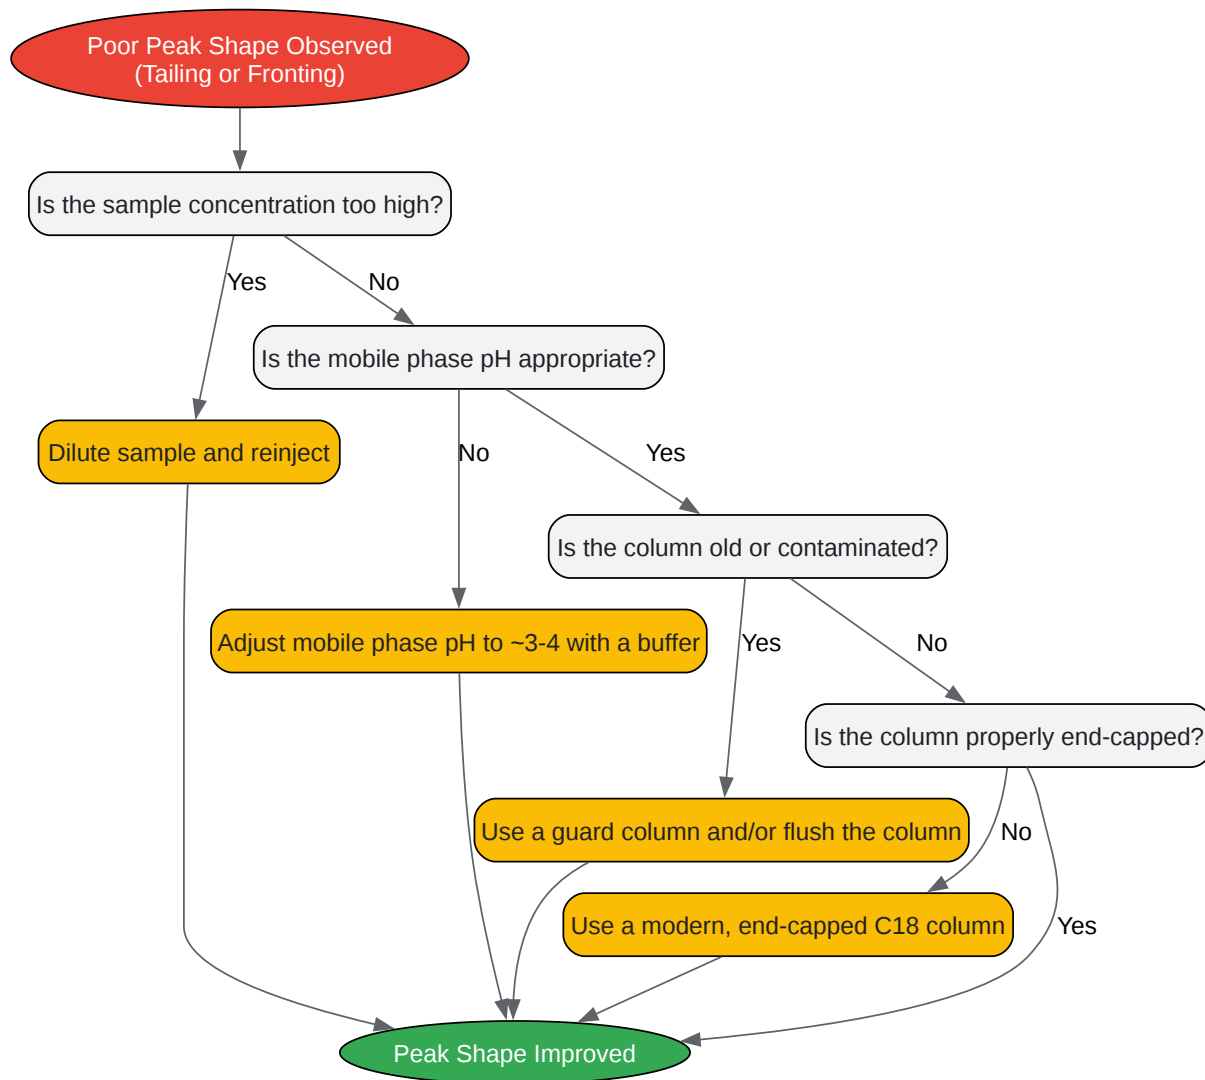 Poor Peak Shape Observed
(Tailing or Fronting)
Is the sample concentration too high?
Yes
No
Is the mobile phase pH appropriate?
Dilute sample and reinject
No
Yes
Is the column old or contaminated?
Adjust mobile phase pH to ~3-4 with a buffer
Yes
No
Is the column properly end-capped?
Use a guard column and/or flush the column
No
Use a modern, end-capped C18 column
Yes
Peak Shape Improved